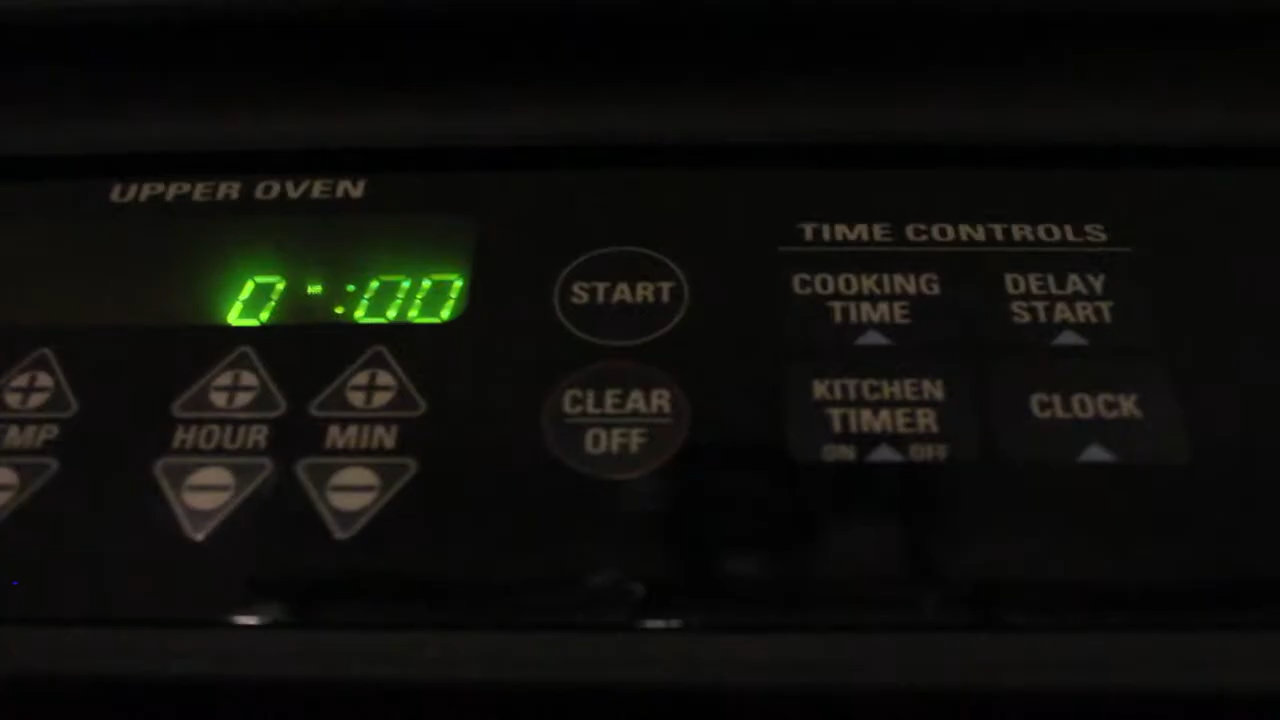 UPPER OVEN
0 HR :00
START
CLEAR
OFF
HOUR
MIN
TIME CONTROLS
COOKING
TIME
DELAY
START
KITCHEN
TIMER
ON OFF
CLOCK